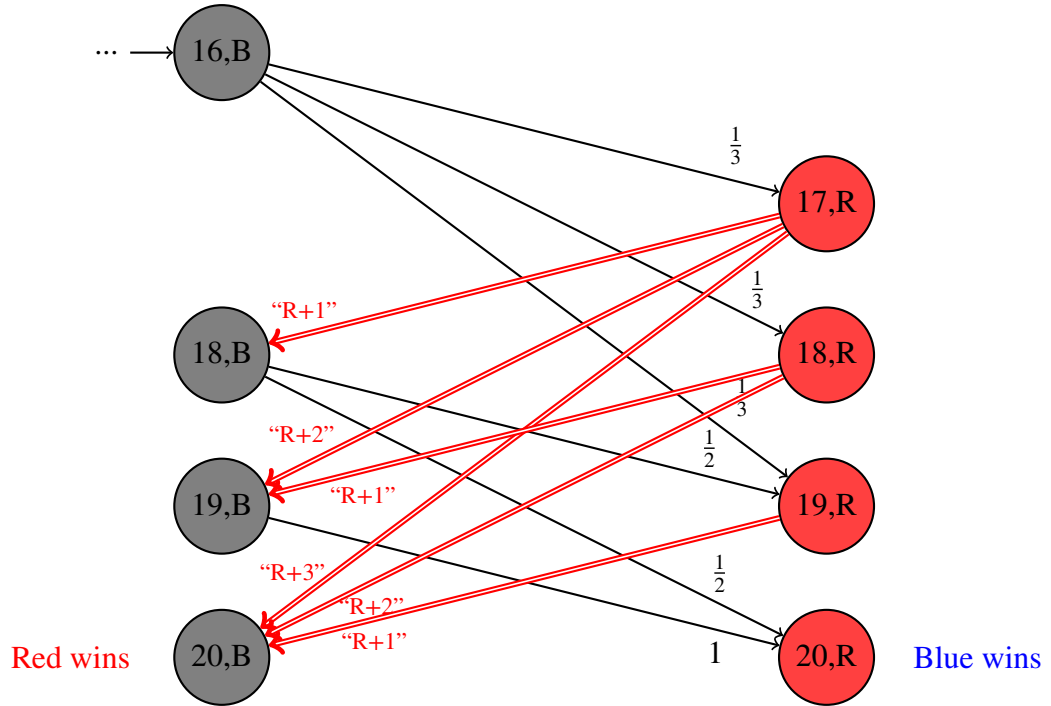 ...
16,B
1/3
17,R
1/3
“R+1”
18,B
18,R
1/3
“R+2”
1/2
“R+1”
19,B
19,R
“R+3”
1/2
“R+2”
“R+1”
Red wins
20,B
1
20,R
Blue wins